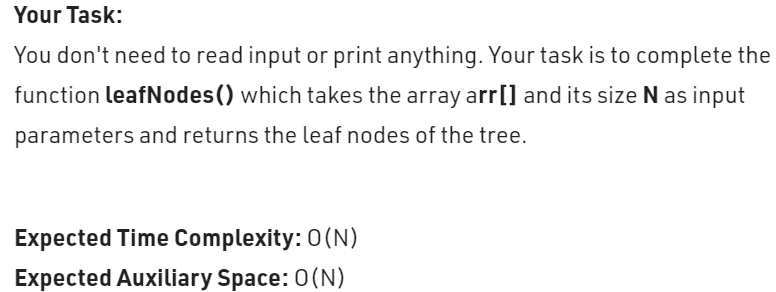 Your Task:
You don't need to read input or print anything. Your task is to complete the
function leafNodes() which takes the array arr[] and its size N as input
parameters and returns the leaf nodes of the tree.
Expected Time Complexity: O(N)
Expected Auxiliary Space: O(N)